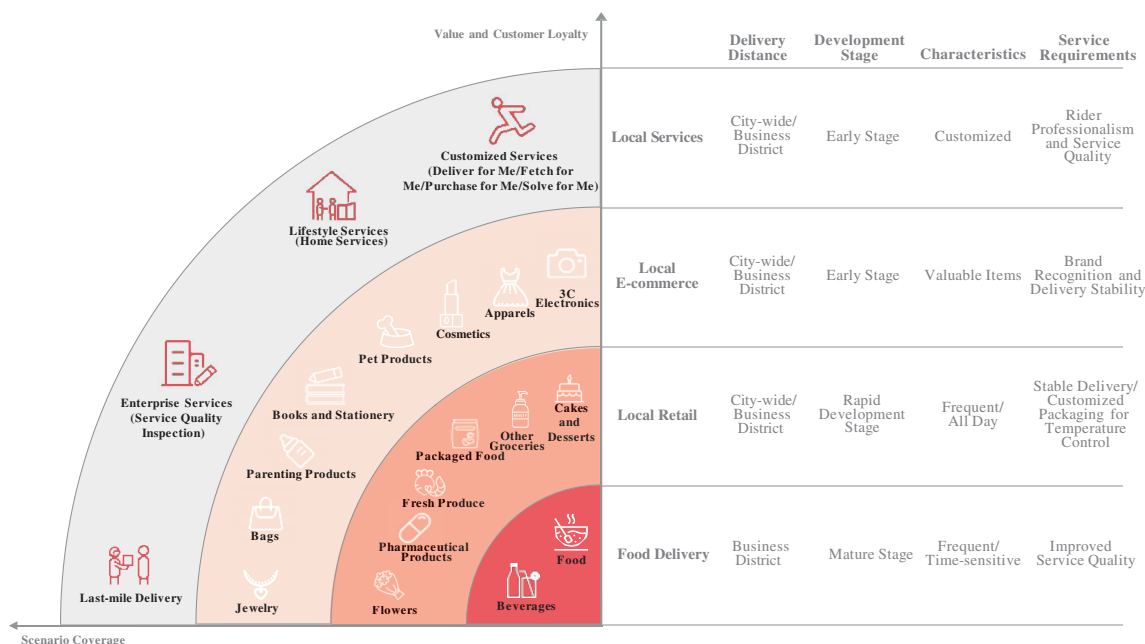 Value and Customer Loyalty
Delivery
Distance
Development
Stage
Characteristics
Service
Requirements
Customized Services
(Deliver for Me/Fetch for
Me/Purchase for Me/Solve for Me)
Lifestyle Services
(Home Services)
Enterprise Services
(Service Quality
Inspection)
Last-mile Delivery
Local Services
City-wide/
Business
District
Early Stage
Customized
Rider
Professionalism
and Service
Quality
3C
Electronics
Apparels
Cosmetics
Pet Products
Books and Stationery
Parenting Products
Bags
Jewelry
Local
E-commerce
City-wide/
Business
District
Early Stage
Valuable Items
Brand
Recognition and
Delivery Stability
Cakes
and
Desserts
Other
Groceries
Packaged Food
Fresh Produce
Pharmaceutical
Products
Flowers
Local Retail
City-wide/
Business
District
Rapid
Development
Stage
Frequent/
All Day
Stable Delivery/
Customized
Packaging for
Temperature
Control
Food
Beverages
Food Delivery
Business
District
Mature Stage
Frequent/
Time-sensitive
Improved
Service Quality
Scenario Coverage